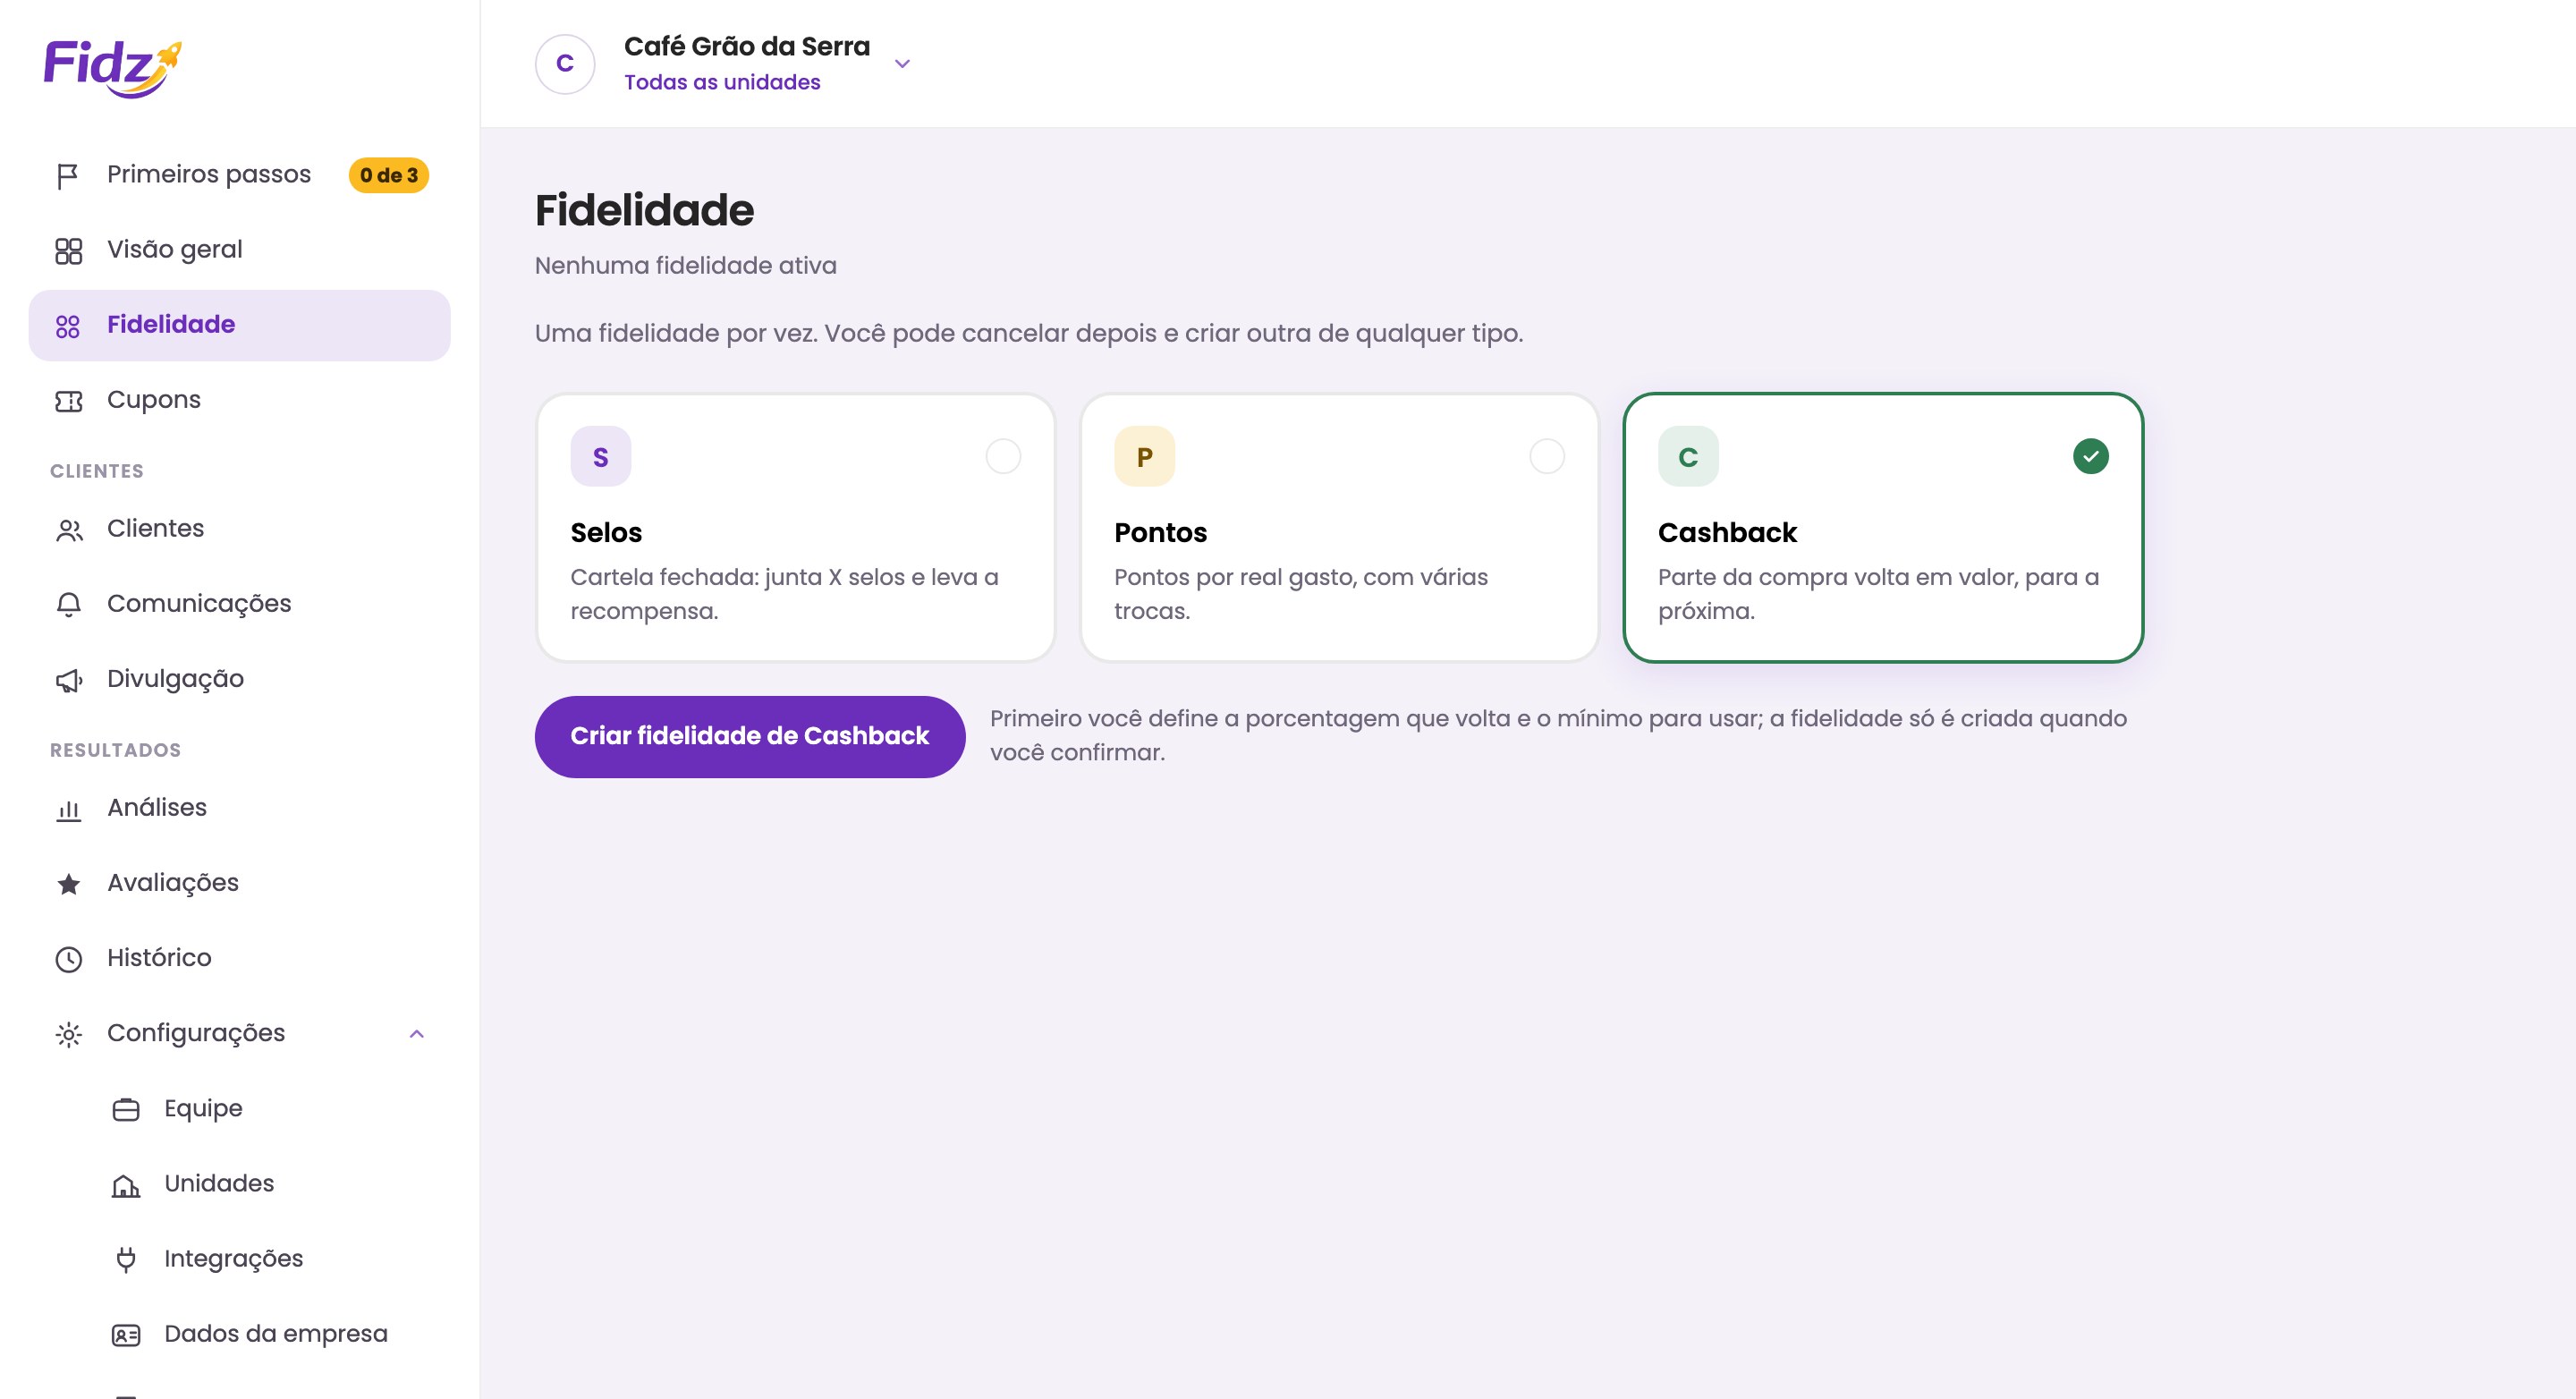 Fidz
Primeiros passos
0 de 3
Visão geral
Fidelidade
Cupons
CLIENTES
Clientes
Comunicações
Divulgação
RESULTADOS
Análises
Avaliações
Histórico
Configurações
Equipe
Unidades
Integrações
Dados da empresa
C
Café Grão da Serra
Todas as unidades
Fidelidade
Nenhuma fidelidade ativa
Uma fidelidade por vez. Você pode cancelar depois e criar outra de qualquer tipo.
S
Selos
Cartela fechada: junta X selos e leva a
recompensa.
P
Pontos
Pontos por real gasto, com várias
trocas.
C
Cashback
Parte da compra volta em valor, para a
próxima.
Criar fidelidade de Cashback
Primeiro você define a porcentagem que volta e o mínimo para usar; a fidelidade só é criada quando
você confirmar.